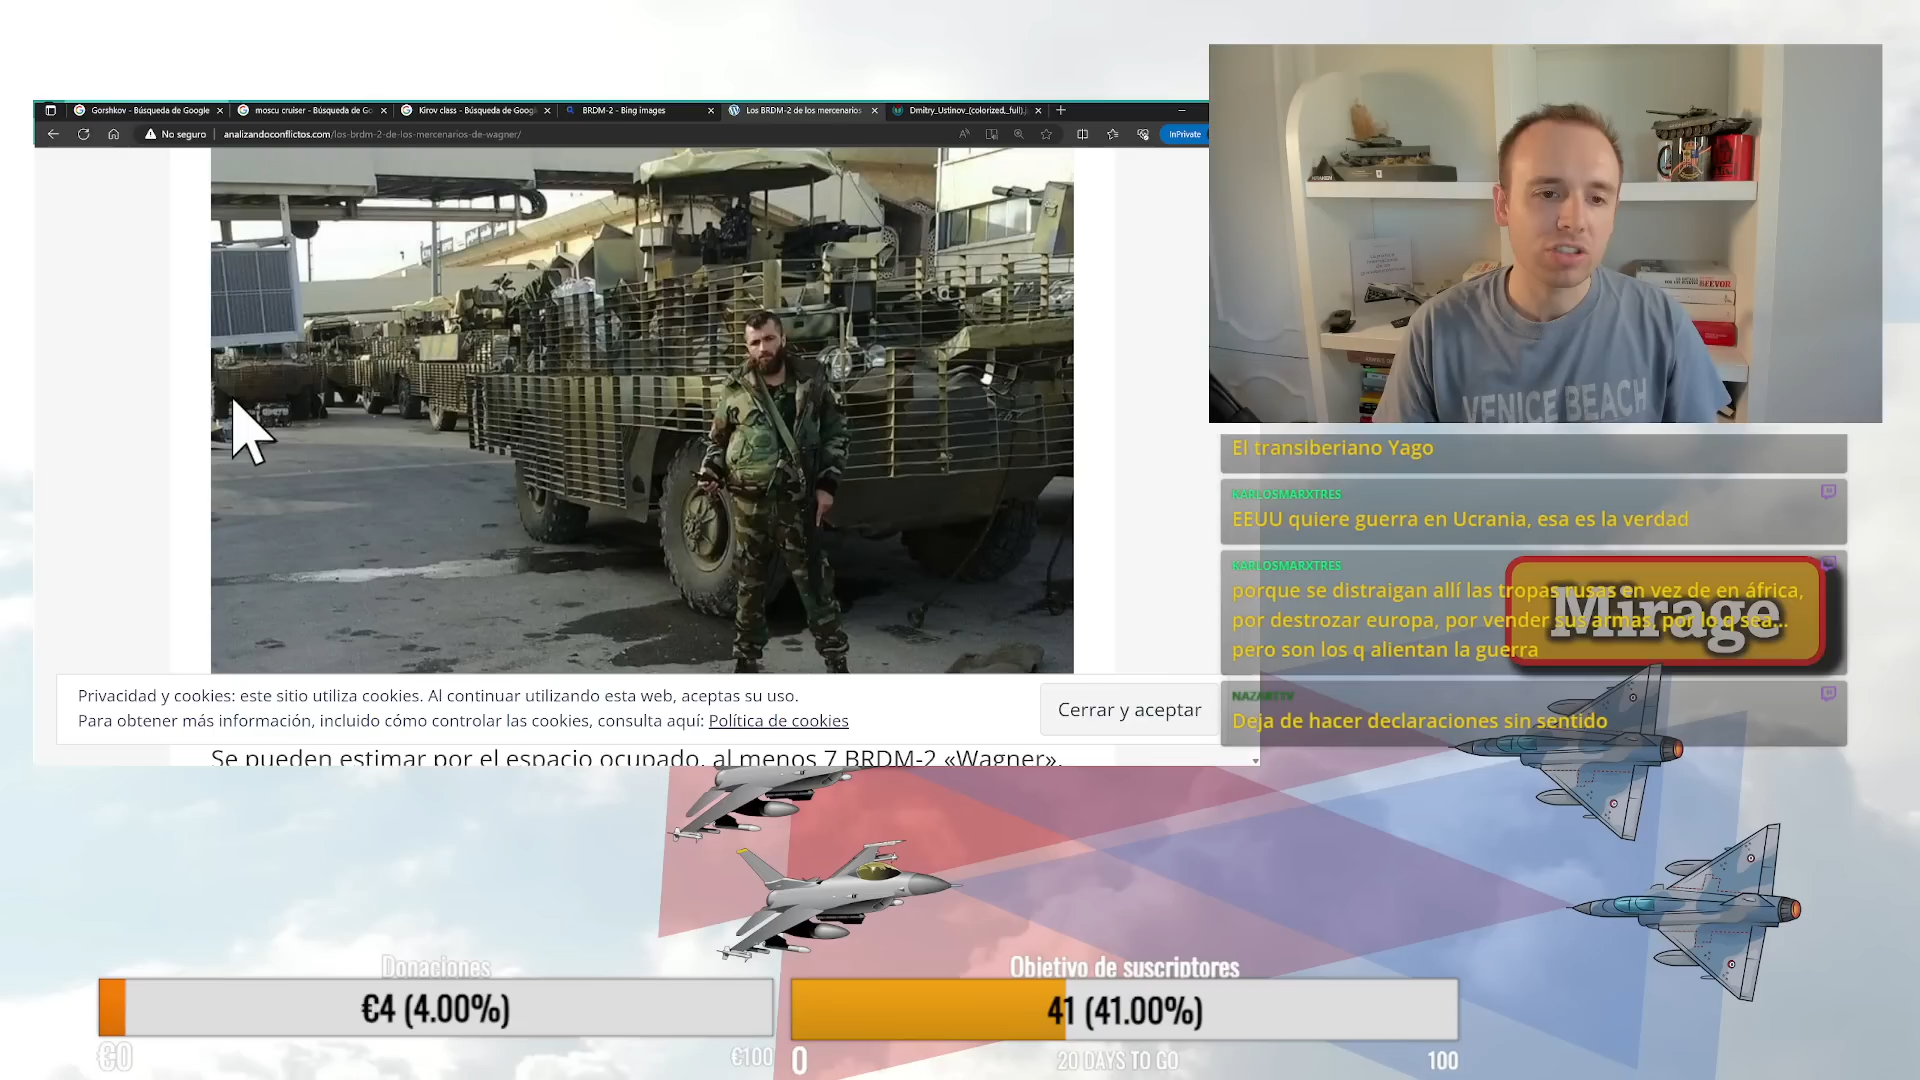 Gorshkov - Búsqueda de Google
moscu cruiser - Búsqueda de Go
Kirov class - Búsqueda de Googl
BRDM-2 - Bing images
Los BRDM-2 de los mercenarios
Dmitry_Ustinov_(colorized,_full).j
No seguro
analizandoconflictos.com/los-brdm-2-de-los-mercenarios-de-wagner/
InPrivate
BEEVOR
VENICE BEACH
El transiberiano Yago
KARLOSMARXTRES
EEUU quiere guerra en Ucrania, esa es la verdad
KARLOSMARXTRES
porque se distraigan allí las tropas rusas en vez de en áfrica,
por destrozar europa, por vender sus armas, por lo q sea...
pero son los q alientan la guerra
Mirage
NAZARTTV
Deja de hacer declaraciones sin sentido
Privacidad y cookies: este sitio utiliza cookies. Al continuar utilizando esta web, aceptas su uso.
Para obtener más información, incluido cómo controlar las cookies, consulta aquí: Política de cookies
Cerrar y aceptar
Se pueden estimar por el espacio ocupado, al menos 7 BRDM-2 «Wagner».
Donaciones
€4 (4.00%)
€0
€100
Objetivo de suscriptores
41 (41.00%)
0
20 DAYS TO GO
100